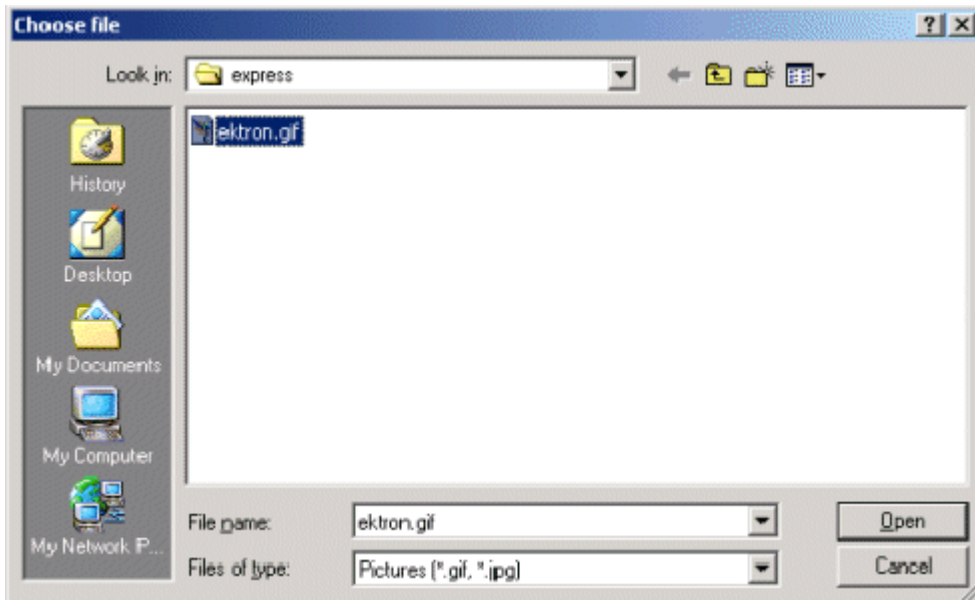 Choose file
Look in:
express
ektron.gif
History
Desktop
My Documents
My Computer
My Network P...
File name:
ektron.gif
Open
Files of type:
Pictures (*.gif, *.jpg)
Cancel